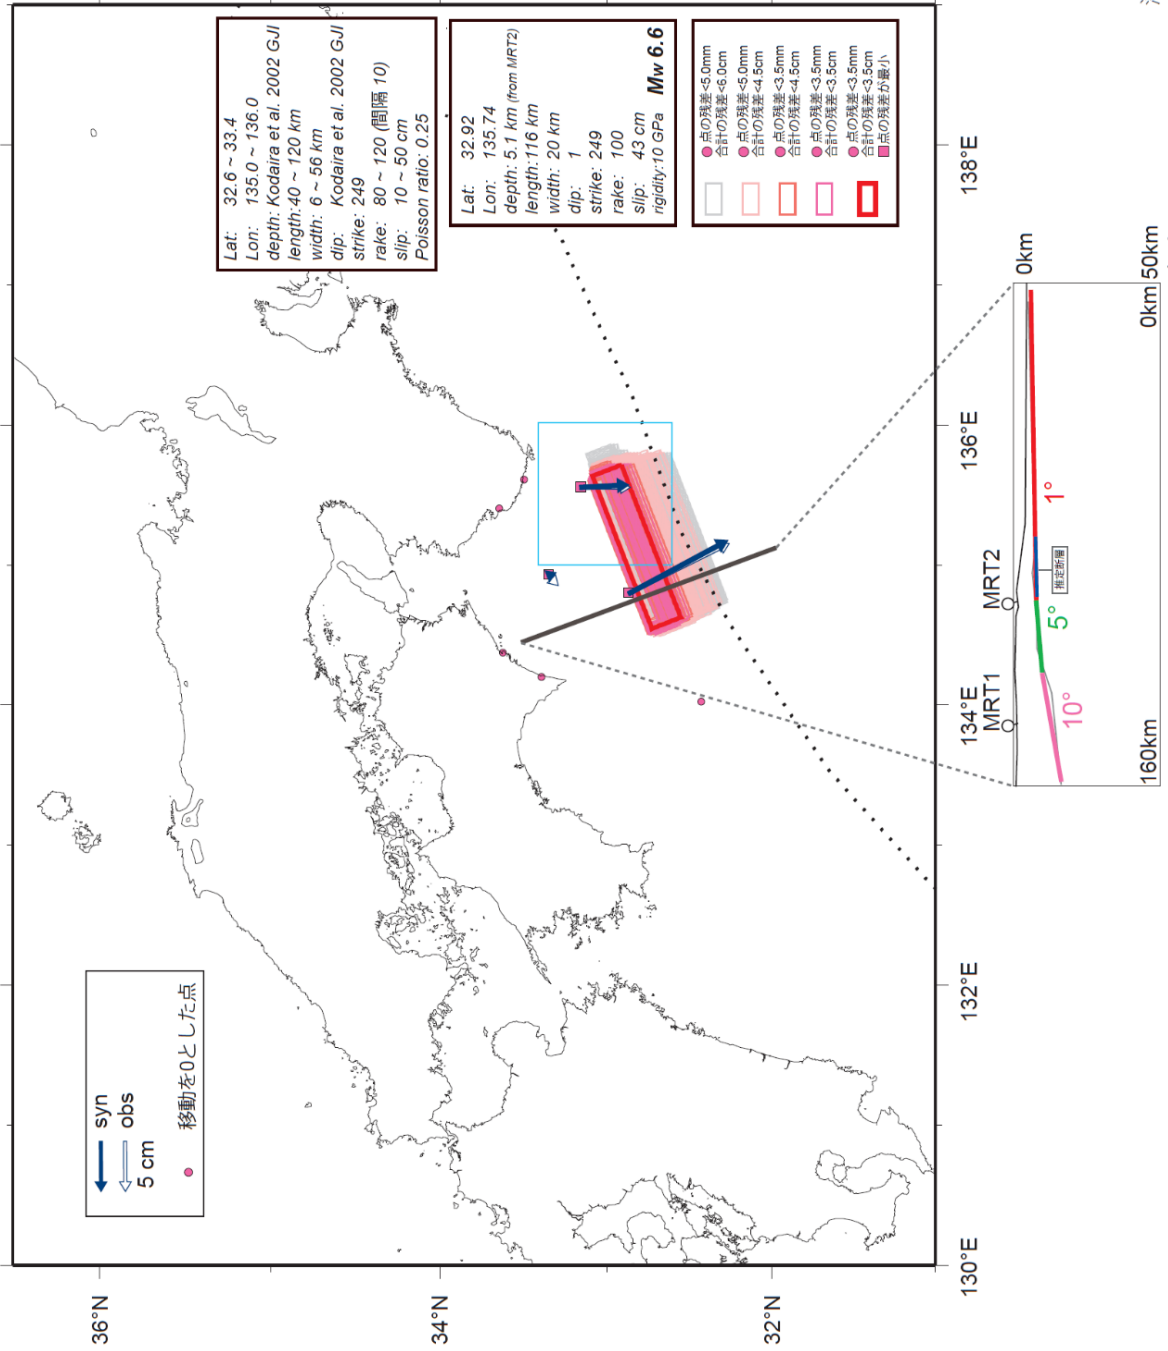 syn
obs
5 cm
移動を0とした点
Lat: 32.6 ~ 33.4
Lon: 135.0 ~ 136.0
depth: Kodaira et al. 2002 GJI
length:40 ~ 120 km
width: 6 ~ 56 km
dip: Kodaira et al. 2002 GJI
strike: 249
rake: 80 ~ 120 (間隔 10)
slip: 10 ~ 50 cm
Poisson ratio: 0.25
Lat: 32.92
Lon: 135.74
depth: 5.1 km (from MRT2)
length:116 km
width: 20 km
dip: 1
strike: 249
rake: 100
slip: 43 cm
rigidity:10 GPa Mw 6.6
点の残差<5.0mm
合計の残差<6.0cm
点の残差<5.0mm
合計の残差<4.5cm
点の残差<3.5mm
合計の残差<4.5cm
点の残差<3.5mm
合計の残差<3.5cm
点の残差<3.5mm
合計の残差<3.5cm
点の残差が最小
36°N
34°N
32°N
130°E
132°E
134°E
136°E
138°E
MRT1
MRT2
0km
10°
5°
推定断層
1°
160km
0km
50km